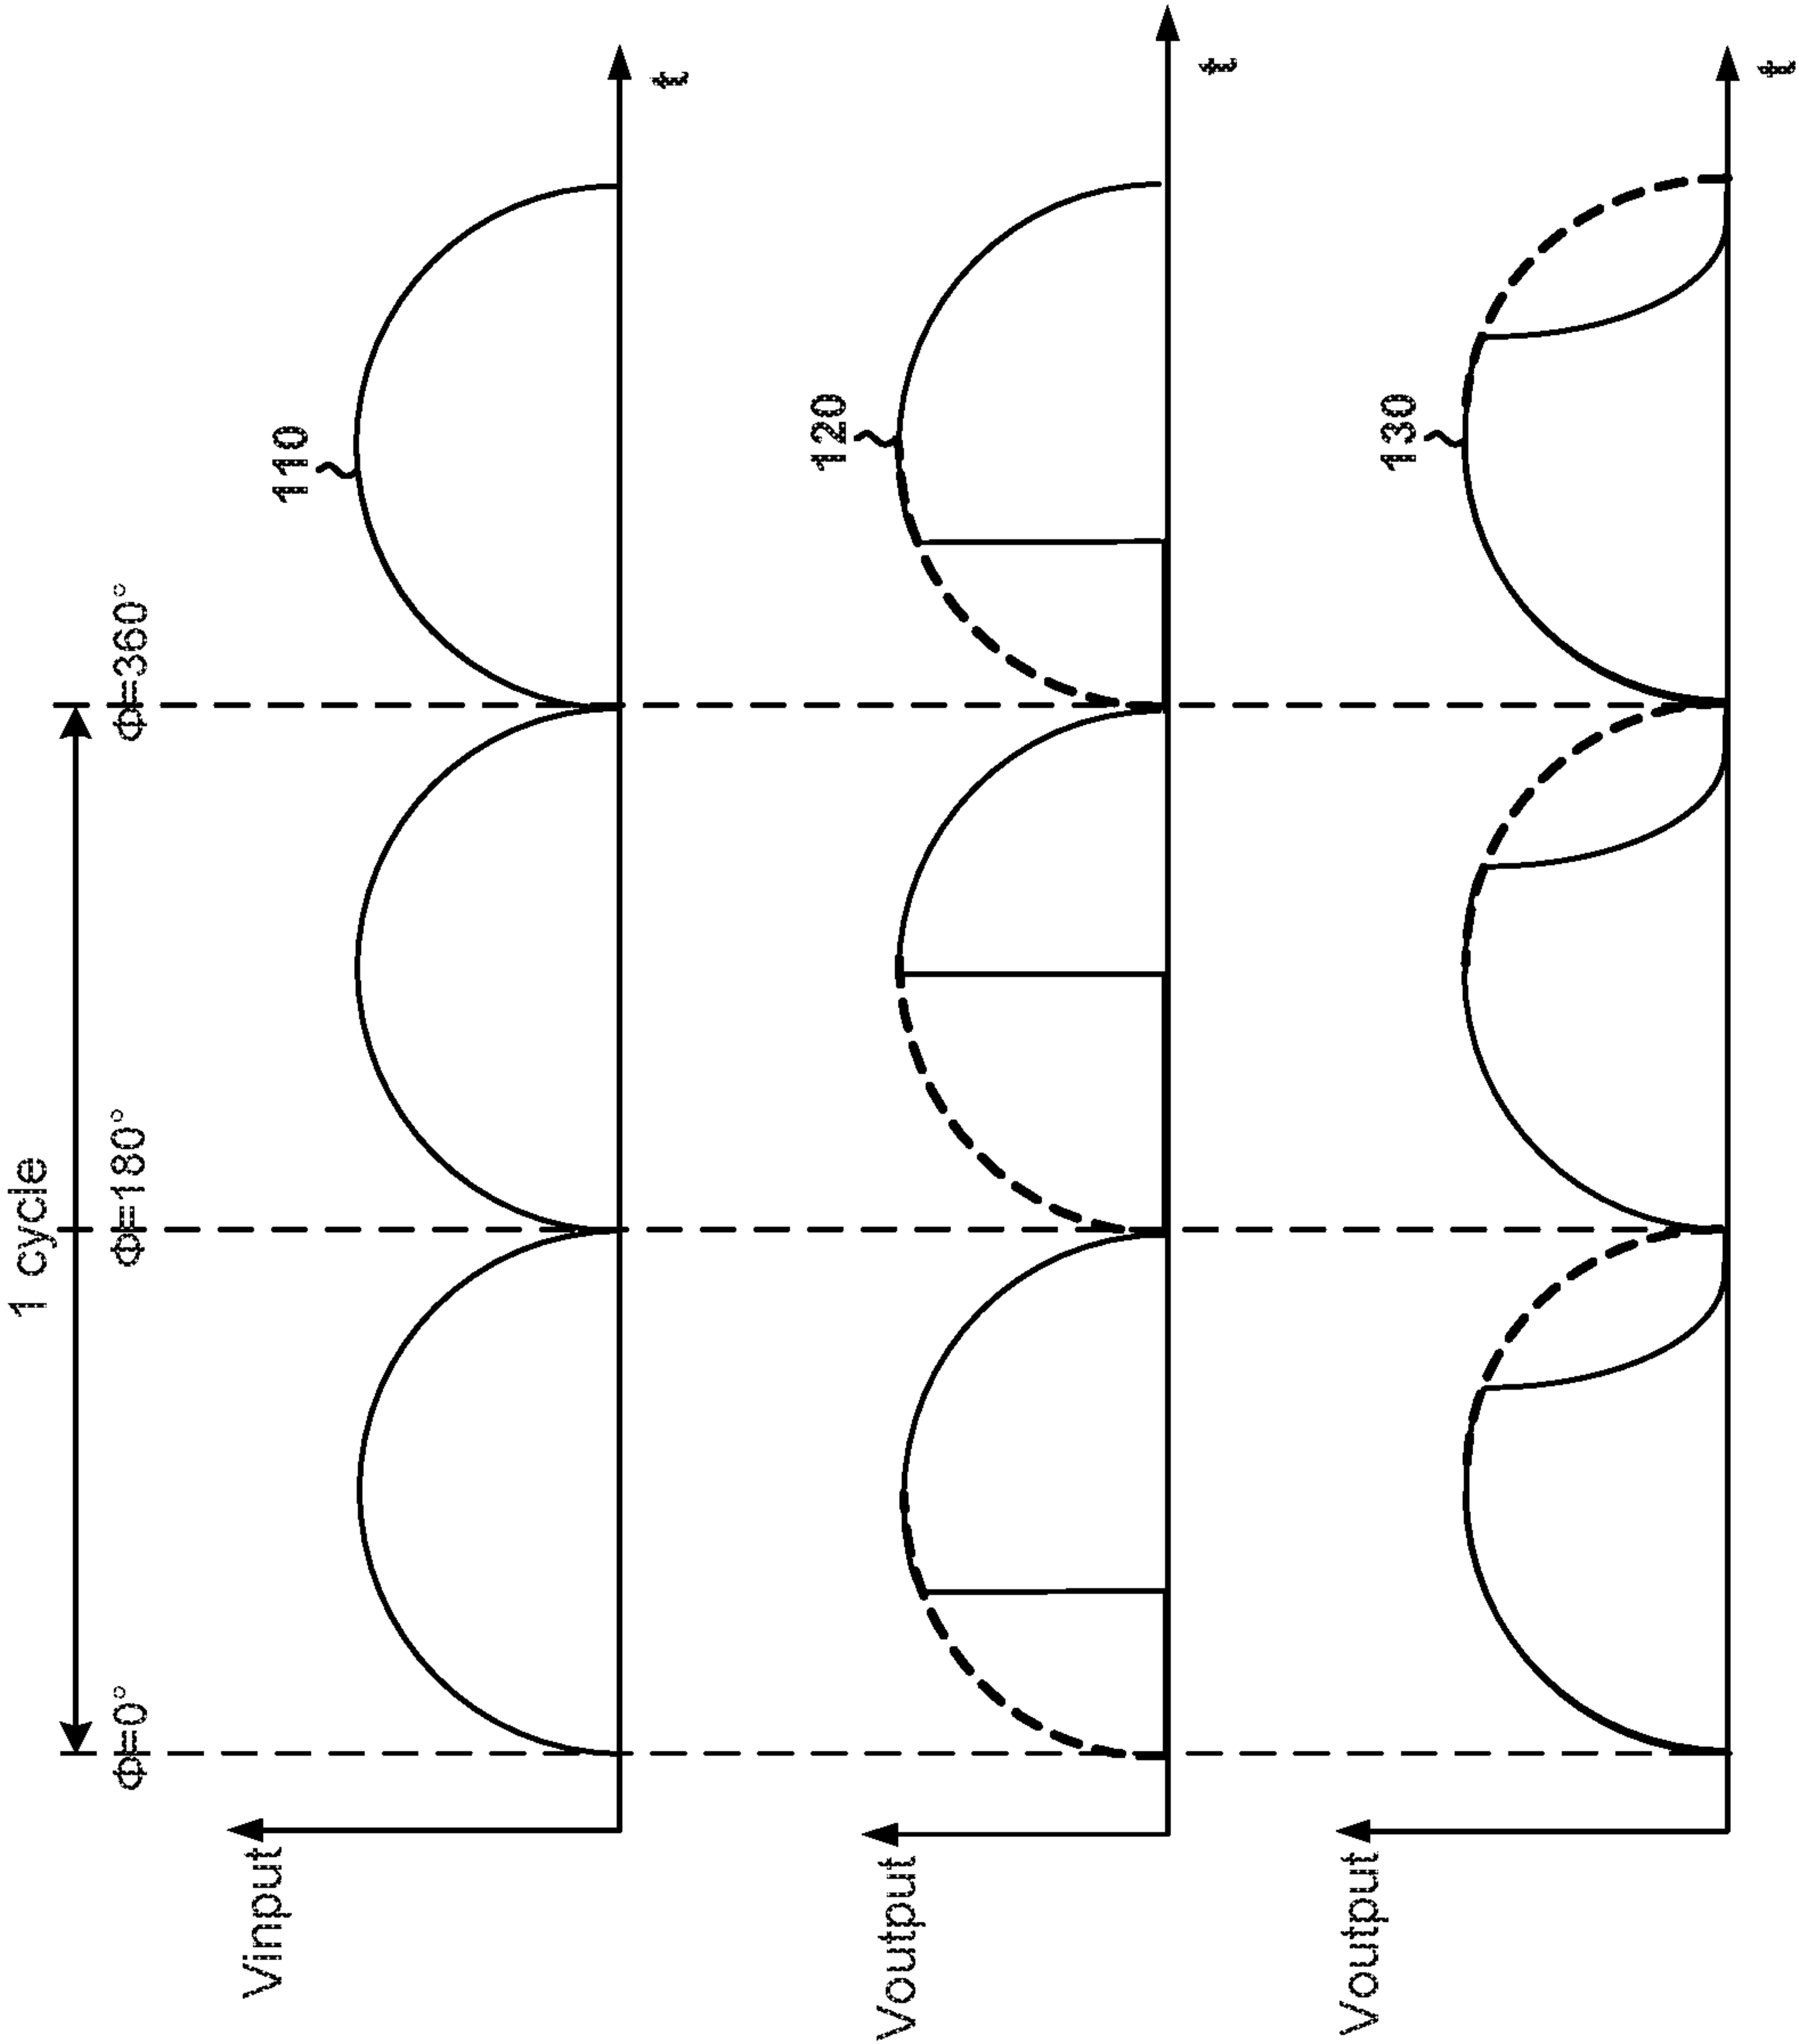 1 cycle
Φ=0°
Φ=180°
Φ=360°
Vinput
110
t
Voutput
120
t
Voutput
130
t